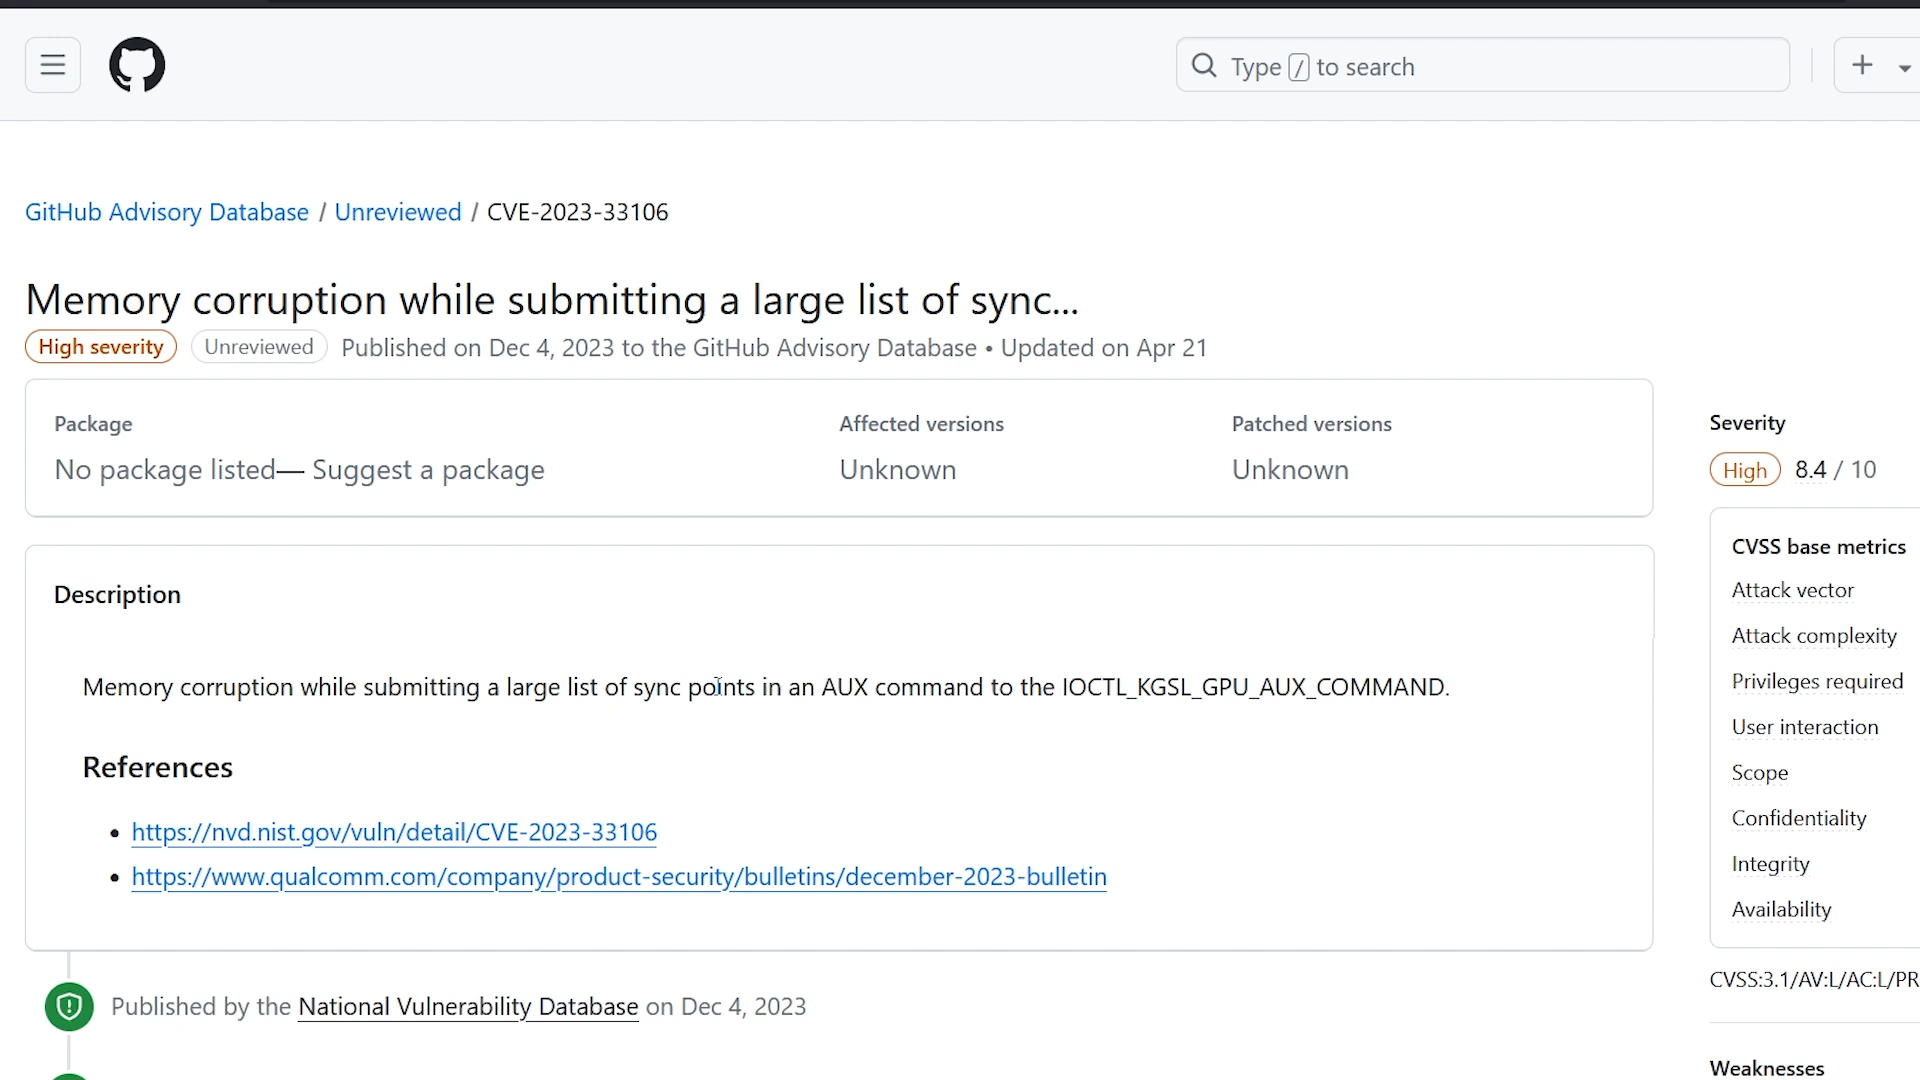 Type / to search
GitHub Advisory Database / Unreviewed / CVE-2023-33106
Memory corruption while submitting a large list of sync...
High severity Unreviewed Published on Dec 4, 2023 to the GitHub Advisory Database • Updated on Apr 21
Package Affected versions Patched versions
No package listed— Suggest a package Unknown Unknown
Severity
High 8.4 / 10
Description
Memory corruption while submitting a large list of sync points in an AUX command to the IOCTL_KGSL_GPU_AUX_COMMAND.
References
• https://nvd.nist.gov/vuln/detail/CVE-2023-33106
• https://www.qualcomm.com/company/product-security/bulletins/december-2023-bulletin
CVSS base metrics
Attack vector
Attack complexity
Privileges required
User interaction
Scope
Confidentiality
Integrity
Availability
CVSS:3.1/AV:L/AC:L/PR
Published by the National Vulnerability Database on Dec 4, 2023
Weaknesses